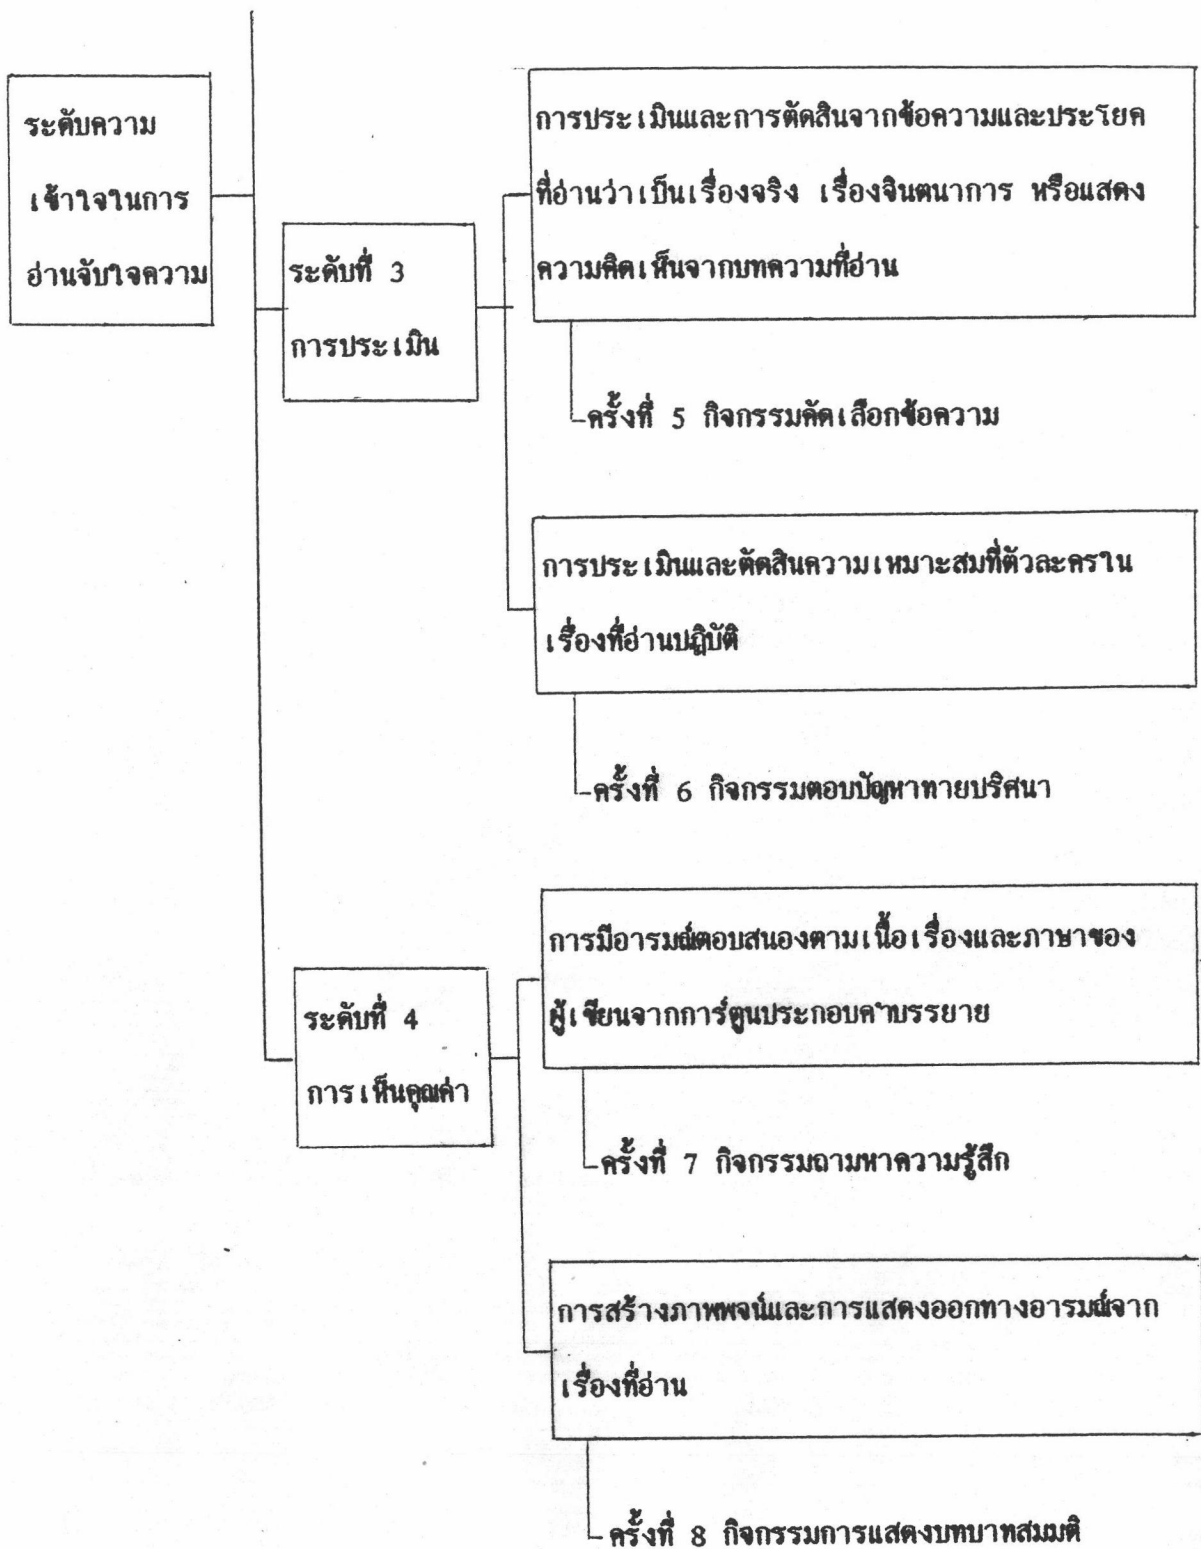 ระดับความ
เข้าใจในการ
อ่านจับใจความ
ระดับที่ 3
การประเมิน
การประเมินและการตัดสินจากข้อความและประโยค
ที่อ่านว่าเป็นเรื่องจริง เรื่องจินตนาการ หรือแสดง
ความคิดเห็นจากบทความที่อ่าน
ครั้งที่ 5 กิจกรรมคัดเลือกข้อความ
การประเมินและตัดสินความเหมาะสมที่ตัวละครใน
เรื่องที่อ่านปฏิบัติ
ครั้งที่ 6 กิจกรรมตอบปัญหาทายปริศนา
ระดับที่ 4
การเห็นคุณค่า
การมีอารมณ์ตอบสนองตามเนื้อเรื่องและภาษาของ
ผู้เขียนจากการ์ตูนประกอบคำบรรยาย
ครั้งที่ 7 กิจกรรมถามหาความรู้สึก
การสร้างภาพพจน์และการแสดงออกทางอารมณ์จาก
เรื่องที่อ่าน
ครั้งที่ 8 กิจกรรมการแสดงบทบาทสมมติ